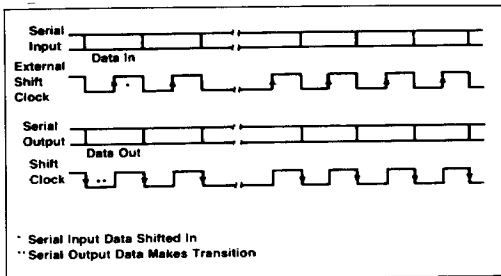 Serial
Input
Data In
External
Shift
Clock
*
Serial
Output
Data Out
Shift
Clock
**
* Serial Input Data Shifted In
** Serial Output Data Makes Transition